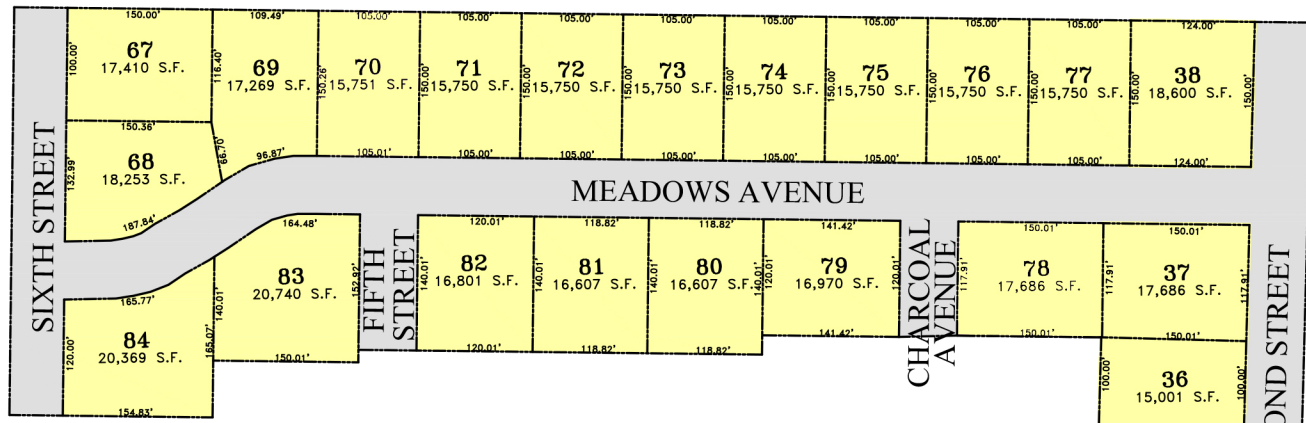 150.00' 109.49' 105.00' 105.00' 105.00' 105.00' 105.00' 105.00' 105.00' 105.00' 124.00'
100.00' 67 116.40' 69 150.26' 70 150.00' 71 150.00' 72 150.00' 73 150.00' 74 150.00' 75 150.00' 76 150.00' 77 150.00' 38 150.00'
17,410 S.F. 17,269 S.F. 15,751 S.F. 15,750 S.F. 15,750 S.F. 15,750 S.F. 15,750 S.F. 15,750 S.F. 15,750 S.F. 15,750 S.F. 18,600 S.F.
150.36' 66.70' 96.87' 105.01' 105.00' 105.00' 105.00' 105.00' 105.00' 105.00' 105.00' 124.00'
132.99' 68
18,253 S.F.
187.84'
SIXTH STREET
MEADOWS AVENUE
164.48' 120.01' 118.82' 118.82' 141.42' 150.01' 150.01'
83 152.92'
20,740 S.F.
140.01'
150.01'
FIFTH
STREET
140.01' 82 140.01' 81 140.01' 80 140.01' 120.01' 79 120.01'
16,801 S.F. 16,607 S.F. 16,607 S.F. 16,970 S.F.
120.01' 118.82' 118.82' 141.42'
CHARCOAL
AVENUE
117.91' 78 117.91' 37 117.91'
17,686 S.F. 17,686 S.F.
150.01' 150.01'
165.77'
120.00' 84 165.07'
20,369 S.F.
154.83'
100.00' 36 100.00'
15,001 S.F.
OND STREET